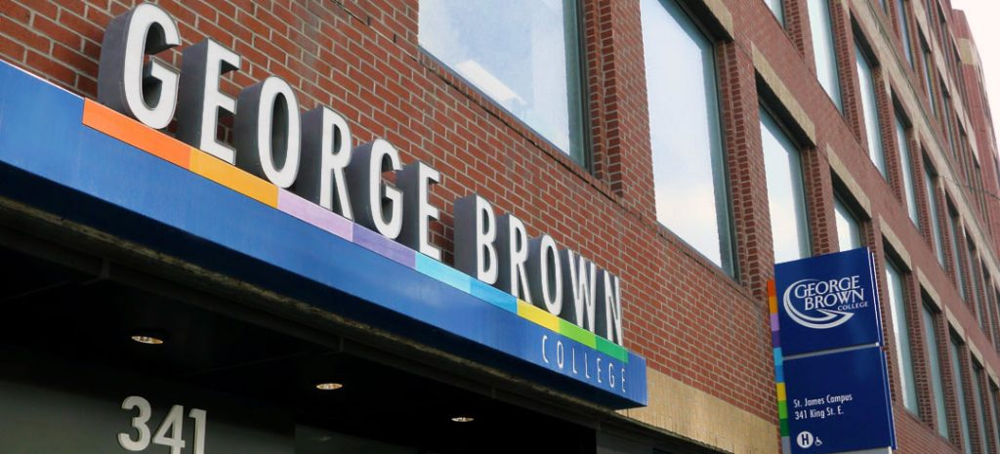 GEORGE BROWN
COLLEGE
341
GEORGE
BROWN
COLLEGE
St. James Campus
341 King St. E.
H